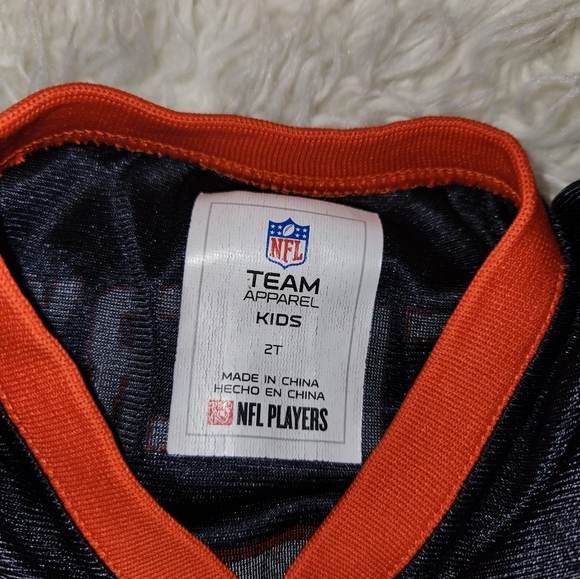 NFL
TEAM
APPAREL
KIDS
2T
MADE IN CHINA
HECHO EN CHINA
NFL PLAYERS